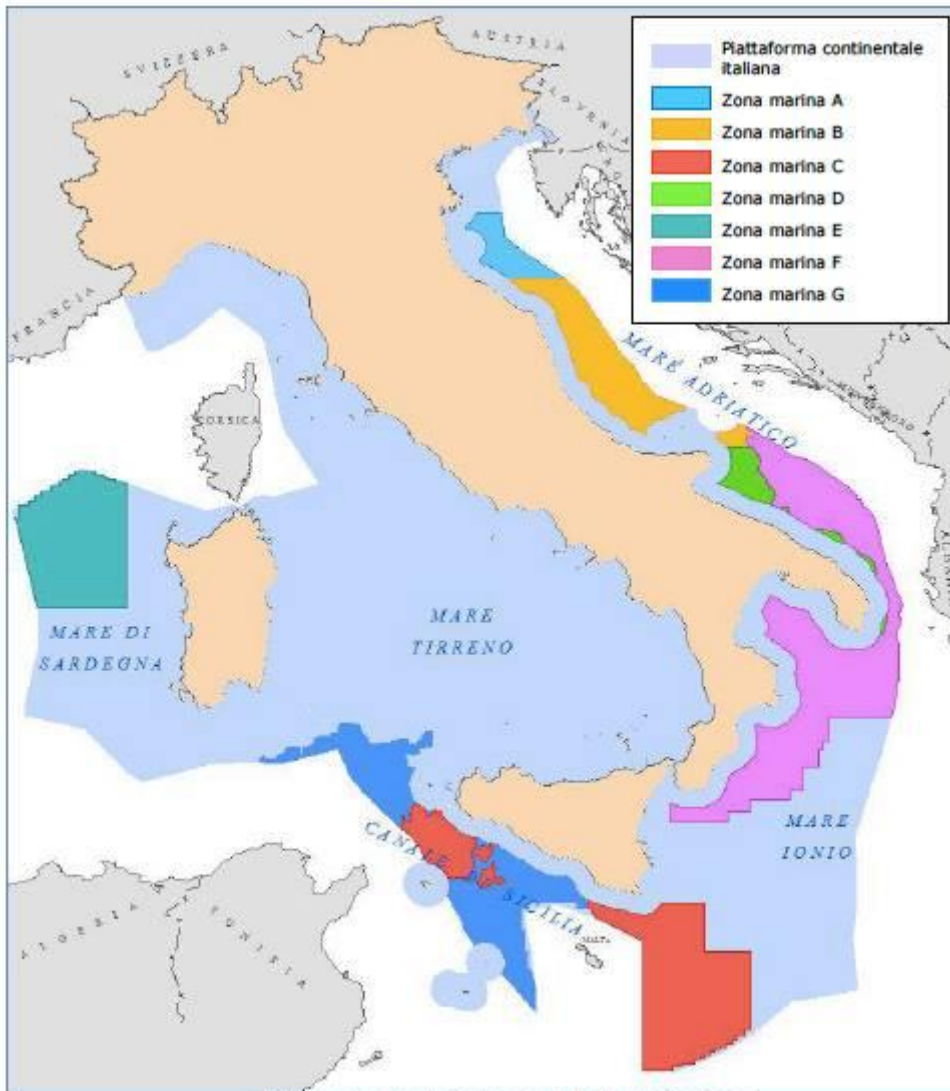 Piattaforma continentale
italiana
Zona marina A
Zona marina B
Zona marina C
Zona marina D
Zona marina E
Zona marina F
Zona marina G
SVIZZERA
AUSTRIA
SLOVENIA
FRANCIA
CORSICA
MARE ADRIATICO
MARE DI
SARDEGNA
MARE
TIRRENO
MARE
IONIO
CANALE
SICILIA
MALTA
ALGERIA
TUNISIA